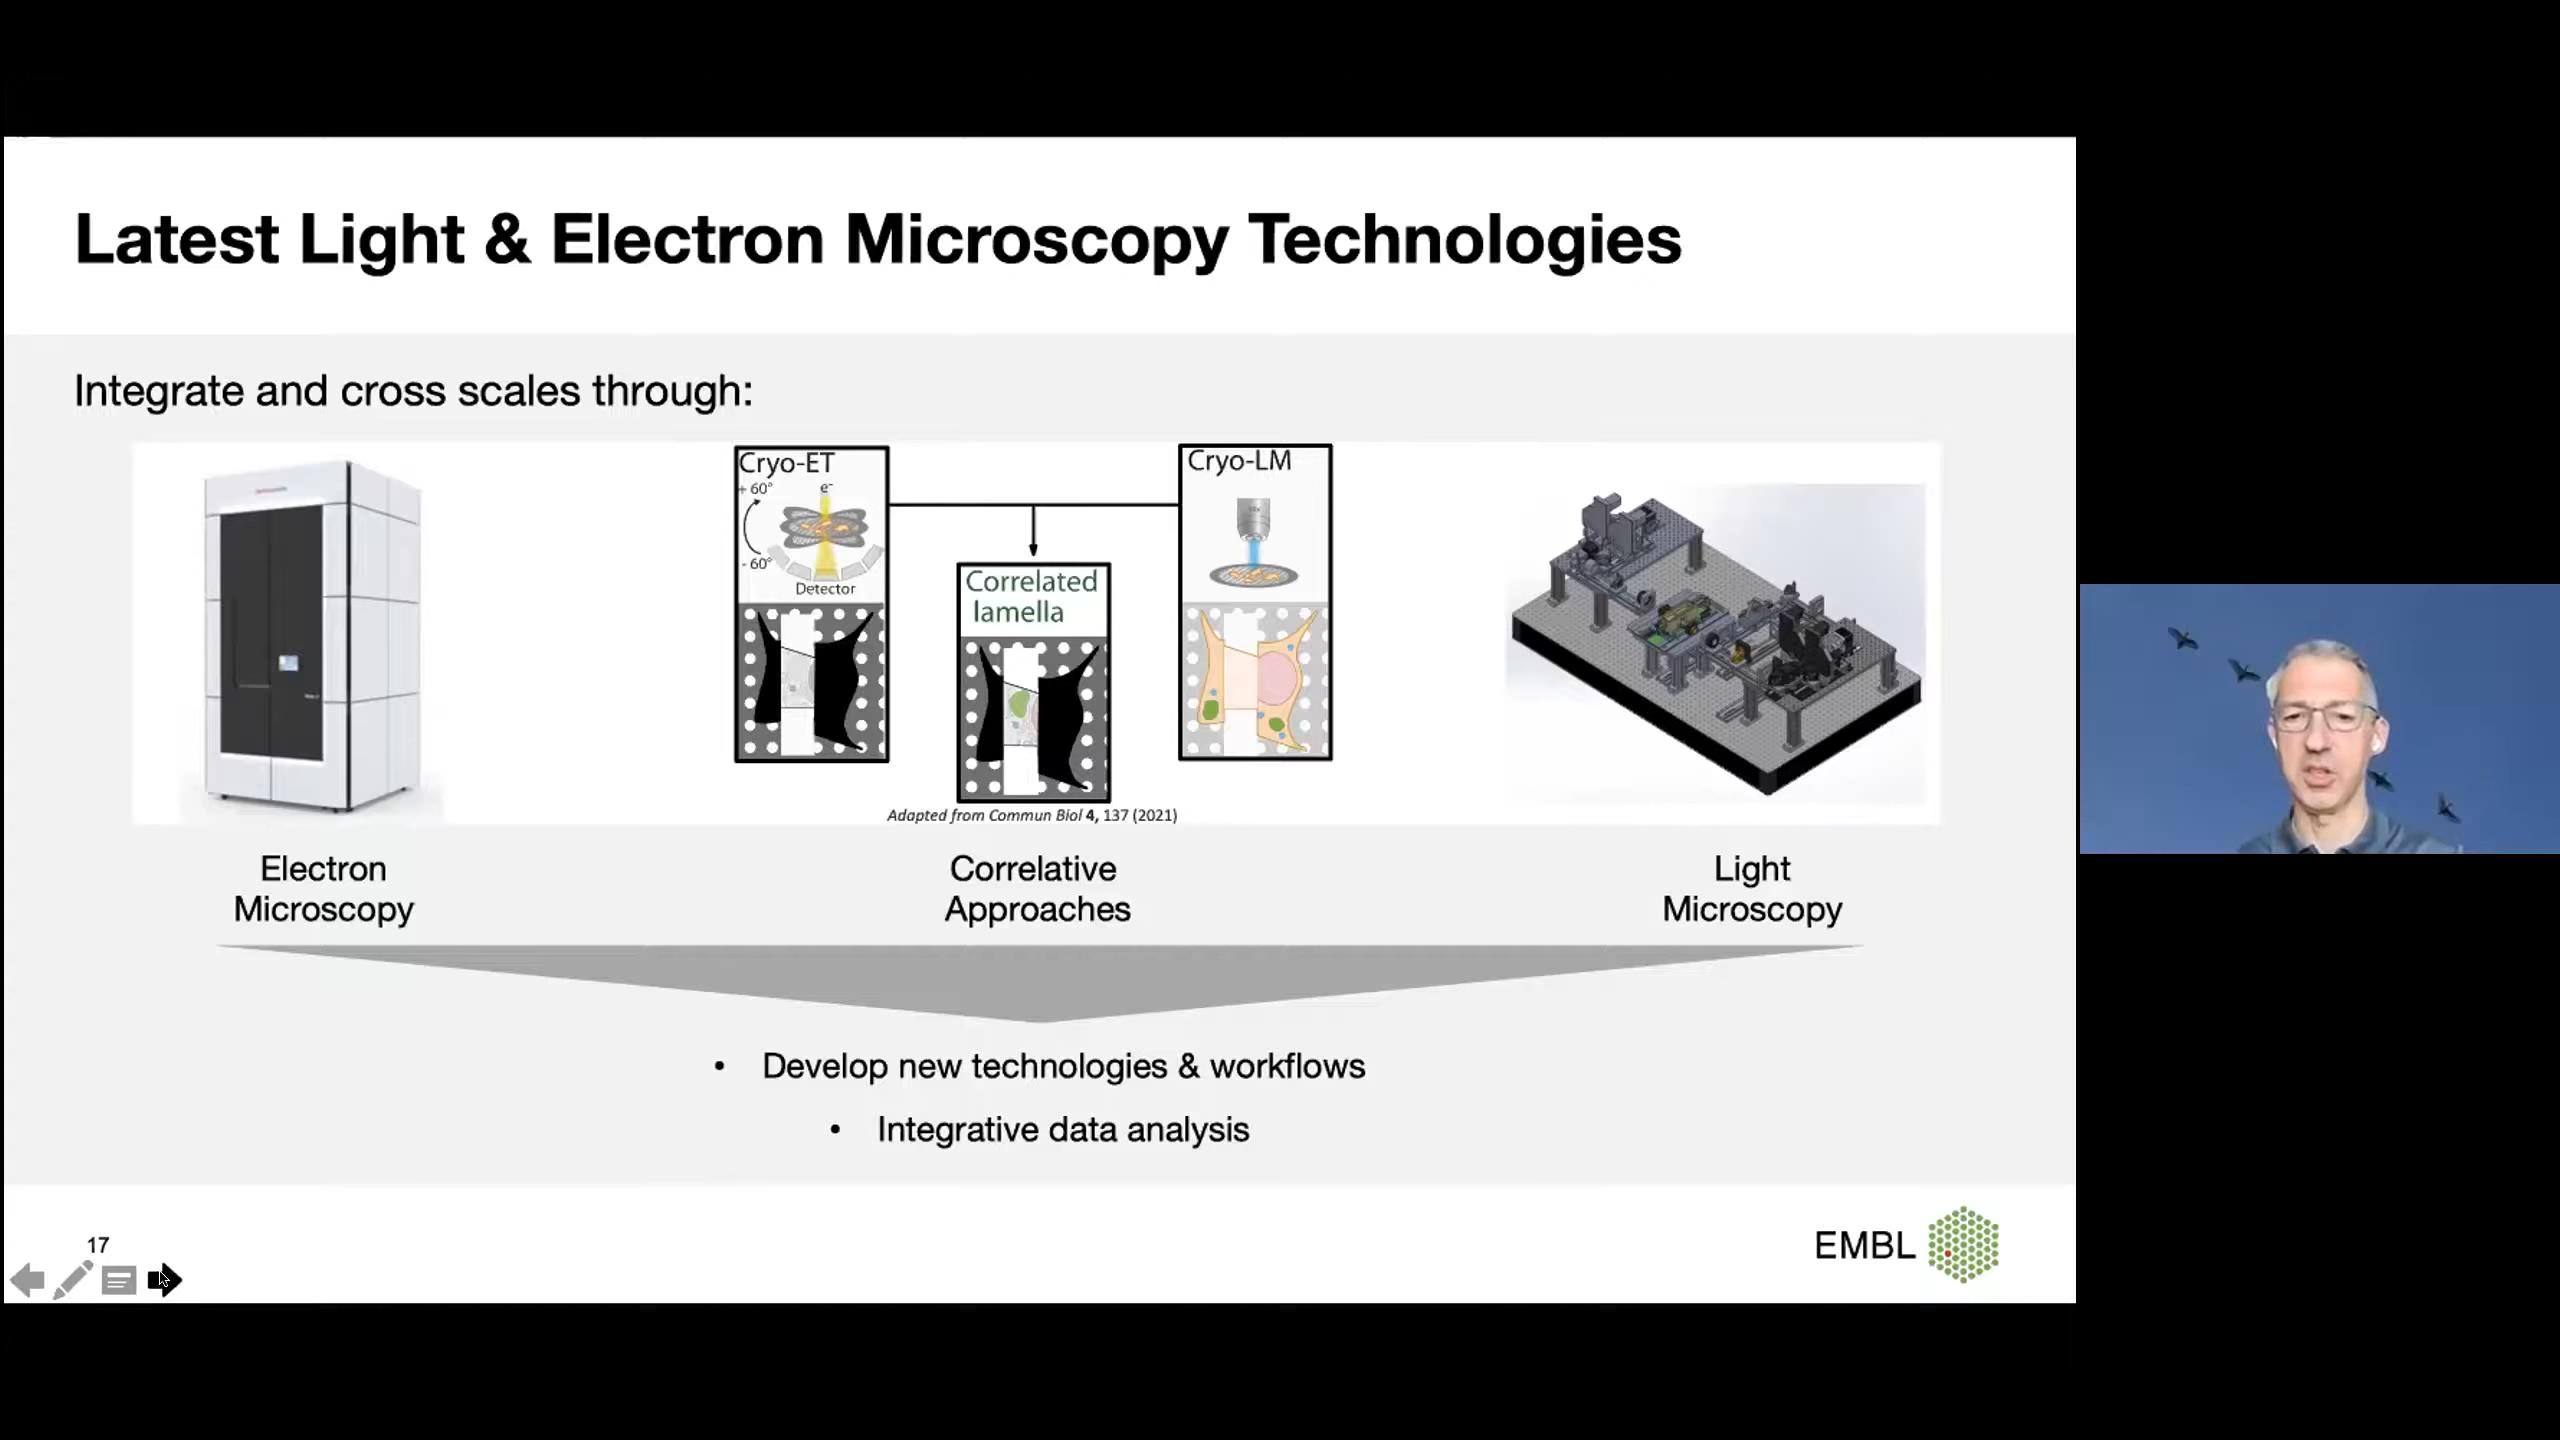 Latest Light & Electron Microscopy Technologies
Integrate and cross scales through:
Cryo-ET
+ 60°
e-
- 60°
Detector
Correlated
lamella
Cryo-LM
Adapted from Commun Biol 4, 137 (2021)
Electron
Microscopy
Correlative
Approaches
Light
Microscopy
• Develop new technologies & workflows
• Integrative data analysis
17
EMBL